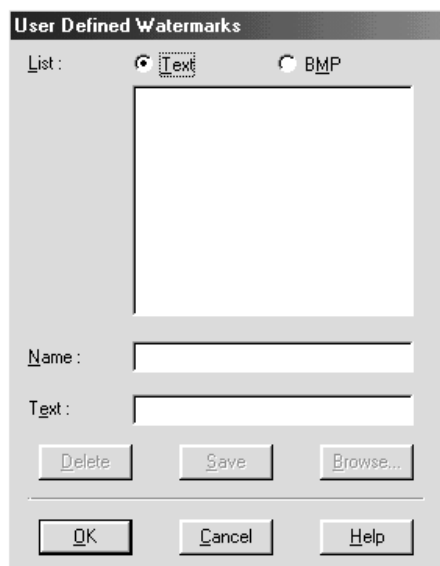 User Defined Watermarks
List : Text BMP
Name :
Text :
Delete Save Browse...
OK Cancel Help